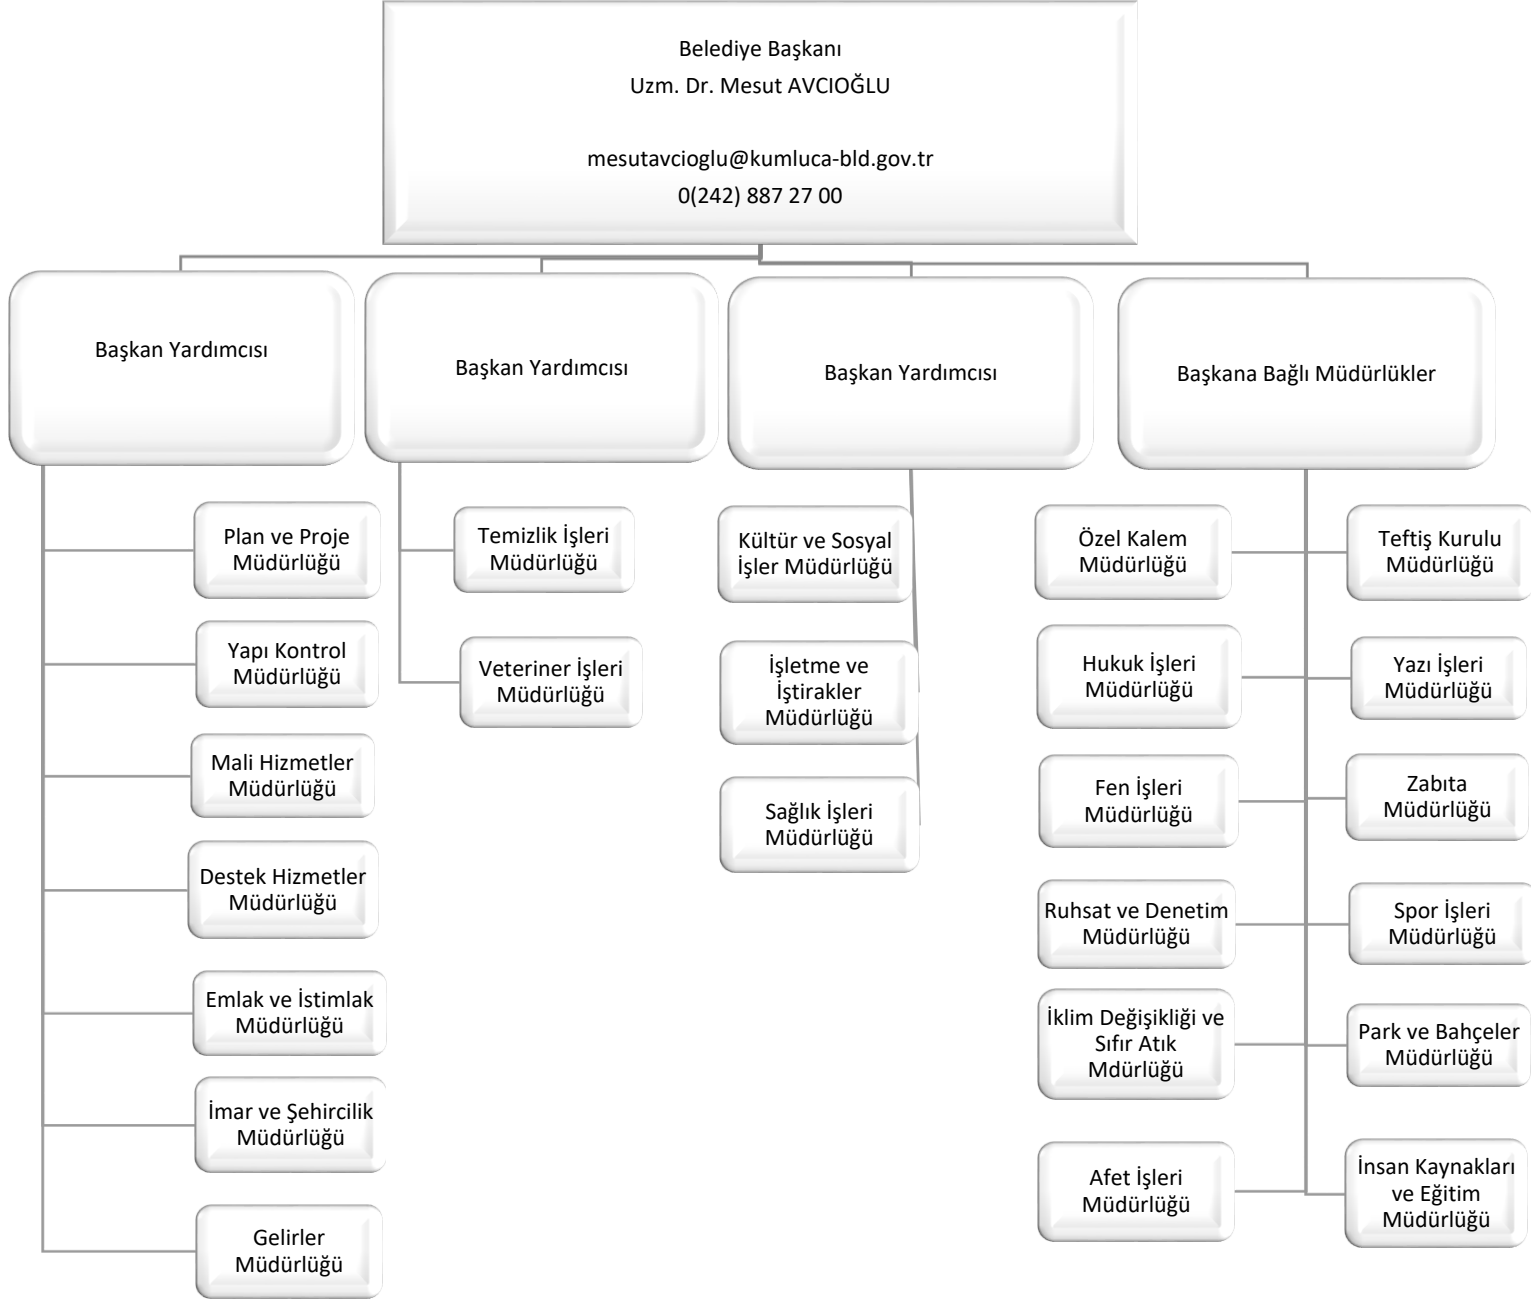 Belediye Başkanı
Uzm. Dr. Mesut AVCIOĞLU
mesutavcioglu@kumluca-bld.gov.tr
0(242) 887 27 00
Başkan Yardımcısı
Başkan Yardımcısı
Başkan Yardımcısı
Başkana Bağlı Müdürlükler
Plan ve Proje
Müdürlüğü
Yapı Kontrol
Müdürlüğü
Mali Hizmetler
Müdürlüğü
Destek Hizmetler
Müdürlüğü
Emlak ve İstimlak
Müdürlüğü
İmar ve Şehircilik
Müdürlüğü
Gelirler
Müdürlüğü
Temizlik İşleri
Müdürlüğü
Veteriner İşleri
Müdürlüğü
Kültür ve Sosyal
İşler Müdürlüğü
İşletme ve
İştirakler
Müdürlüğü
Sağlık İşleri
Müdürlüğü
Özel Kalem
Müdürlüğü
Teftiş Kurulu
Müdürlüğü
Hukuk İşleri
Müdürlüğü
Yazı İşleri
Müdürlüğü
Fen İşleri
Müdürlüğü
Zabıta
Müdürlüğü
Ruhsat ve Denetim
Müdürlüğü
Spor İşleri
Müdürlüğü
İklim Değişikliği ve
Sıfır Atık
Mdürlüğü
Park ve Bahçeler
Müdürlüğü
Afet İşleri
Müdürlüğü
İnsan Kaynakları
ve Eğitim
Müdürlüğü